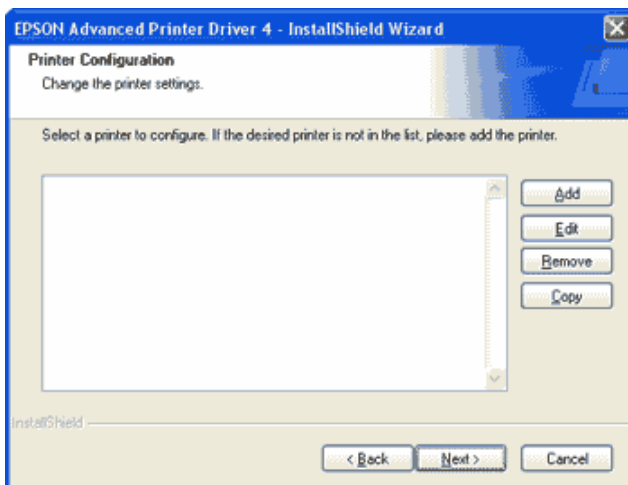 EPSON Advanced Printer Driver 4 - InstallShield Wizard
Printer Configuration
Change the printer settings.
Select a printer to configure. If the desired printer is not in the list, please add the printer.
Add
Edit
Remove
Copy
InstallShield
< Back
Next >
Cancel